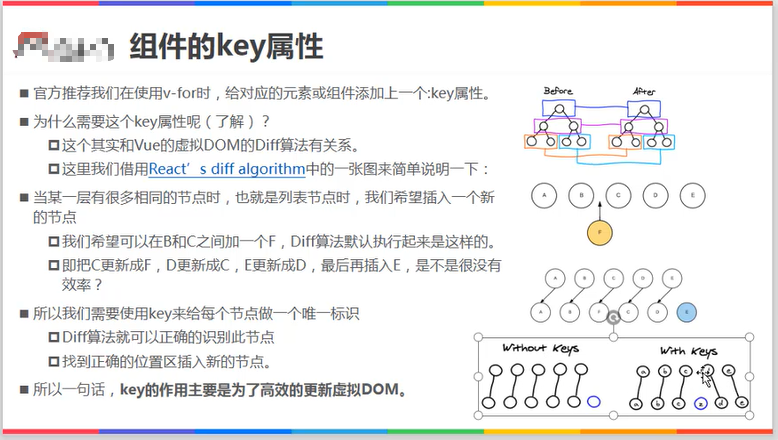 组件的key属性
官方推荐我们在使用v-for时，给对应的元素或组件添加上一个:key属性。
为什么需要这个key属性呢（了解）？
这个其实和Vue的虚拟DOM的Diff算法有关系。
这里我们借用React's diff algorithm中的一张图来简单说明一下：
当某一层有很多相同的节点时，也就是列表节点时，我们希望插入一个新
的节点
我们希望可以在B和C之间加一个F，Diff算法默认执行起来是这样的。
即把C更新成F，D更新成C，E更新成D，最后再插入E，是不是很没有
效率？
所以我们需要使用key来给每个节点做一个唯一标识
Diff算法就可以正确的识别此节点
找到正确的位置区插入新的节点。
所以一句话，key的作用主要是为了高效的更新虚拟DOM。
Before After
A B C D E
F
A B C D E
A B F C D E
Without Keys With Keys
a b c d e
a b c z d e